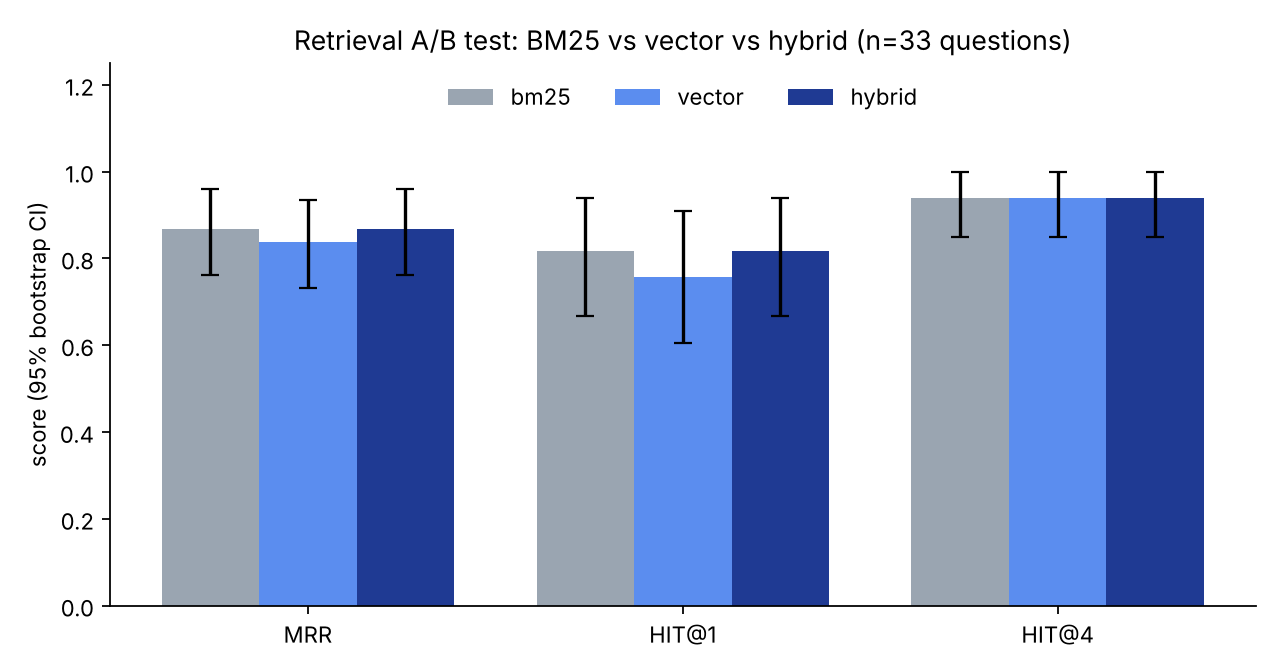 Retrieval A/B test: BM25 vs vector vs hybrid (n=33 questions)
bm25 vector hybrid
score (95% bootstrap CI)
1.2
1.0
0.8
0.6
0.4
0.2
0.0
MRR HIT@1 HIT@4